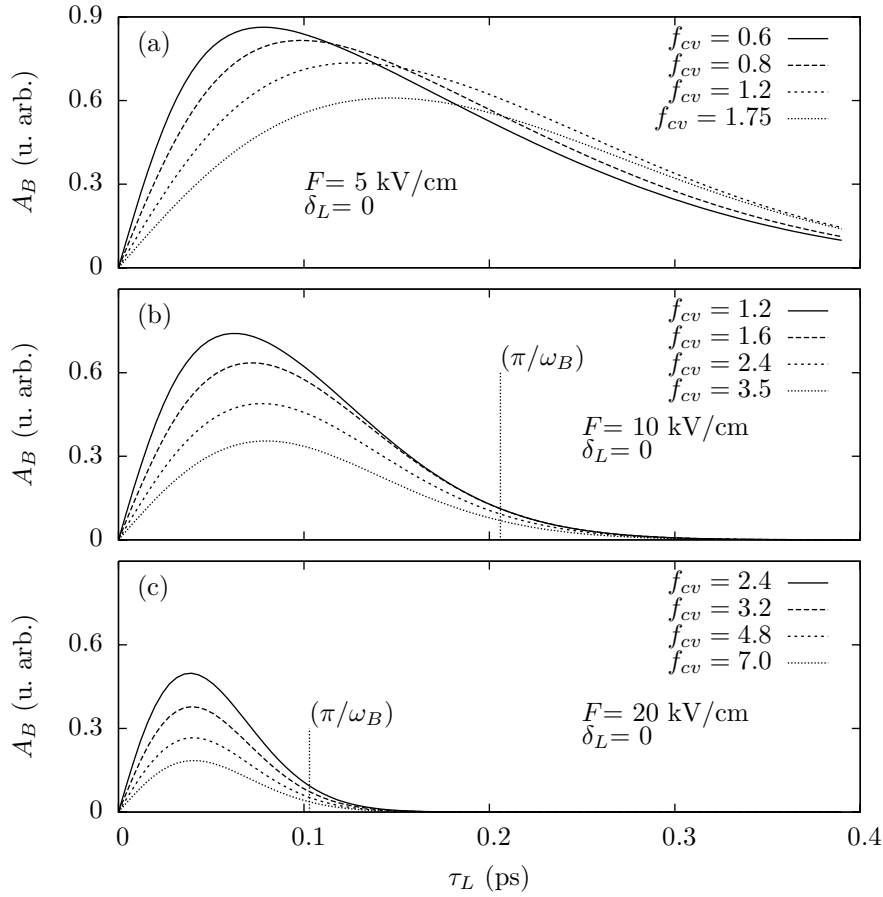 0.9
(a)
f_cv = 0.6
f_cv = 0.8
f_cv = 1.2
f_cv = 1.75
0.6
A_B (u. arb.)
0.3
F= 5 kV/cm
δ_L= 0
0
(b)
f_cv = 1.2
f_cv = 1.6
f_cv = 2.4
f_cv = 3.5
0.6
(π/ω_B)
A_B (u. arb.)
0.3
F= 10 kV/cm
δ_L= 0
0
(c)
f_cv = 2.4
f_cv = 3.2
f_cv = 4.8
f_cv = 7.0
0.6
A_B (u. arb.)
0.3
(π/ω_B)
F= 20 kV/cm
δ_L= 0
0
0 0.1 0.2 0.3 0.4
τ_L (ps)